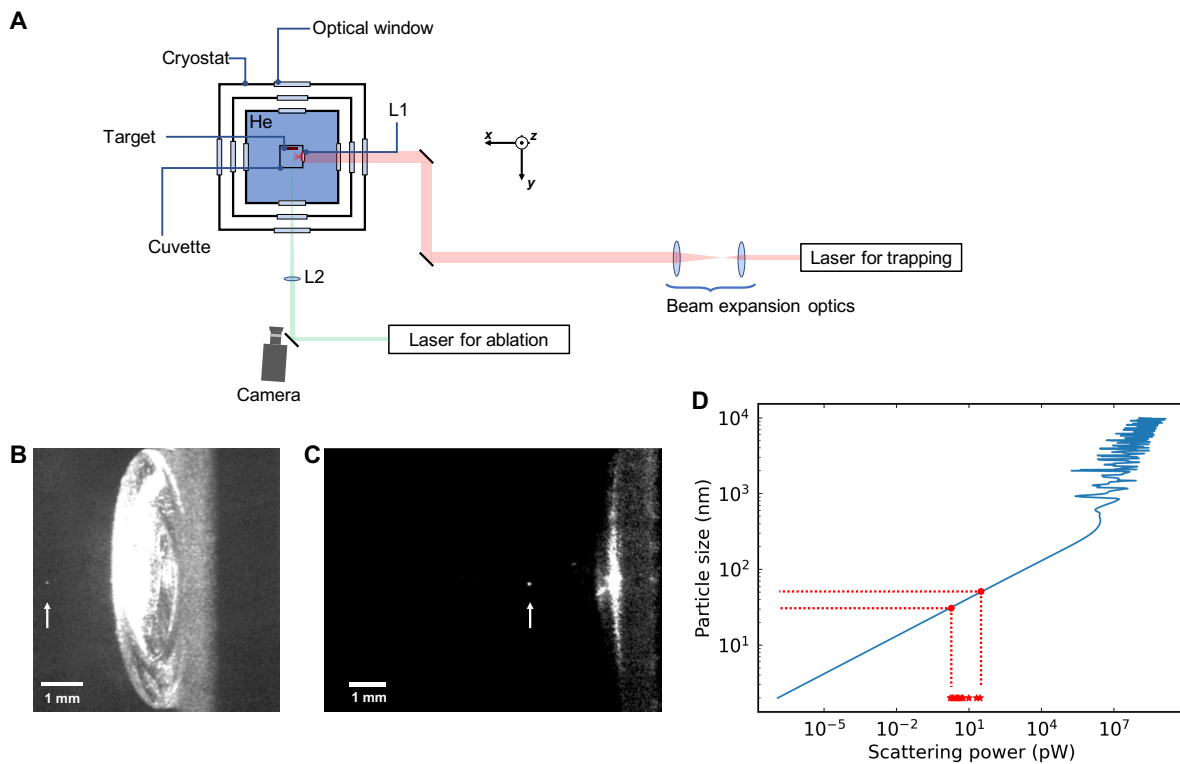 A
Optical window
Cryostat
L1
He
Target
x
z
y
Cuvette
L2
Laser for trapping
Beam expansion optics
Laser for ablation
Camera
B
1 mm
C
1 mm
D
10⁴
10³
10²
10¹
Particle size (nm)
10⁻⁵
10⁻²
10¹
10⁴
10⁷
Scattering power (pW)